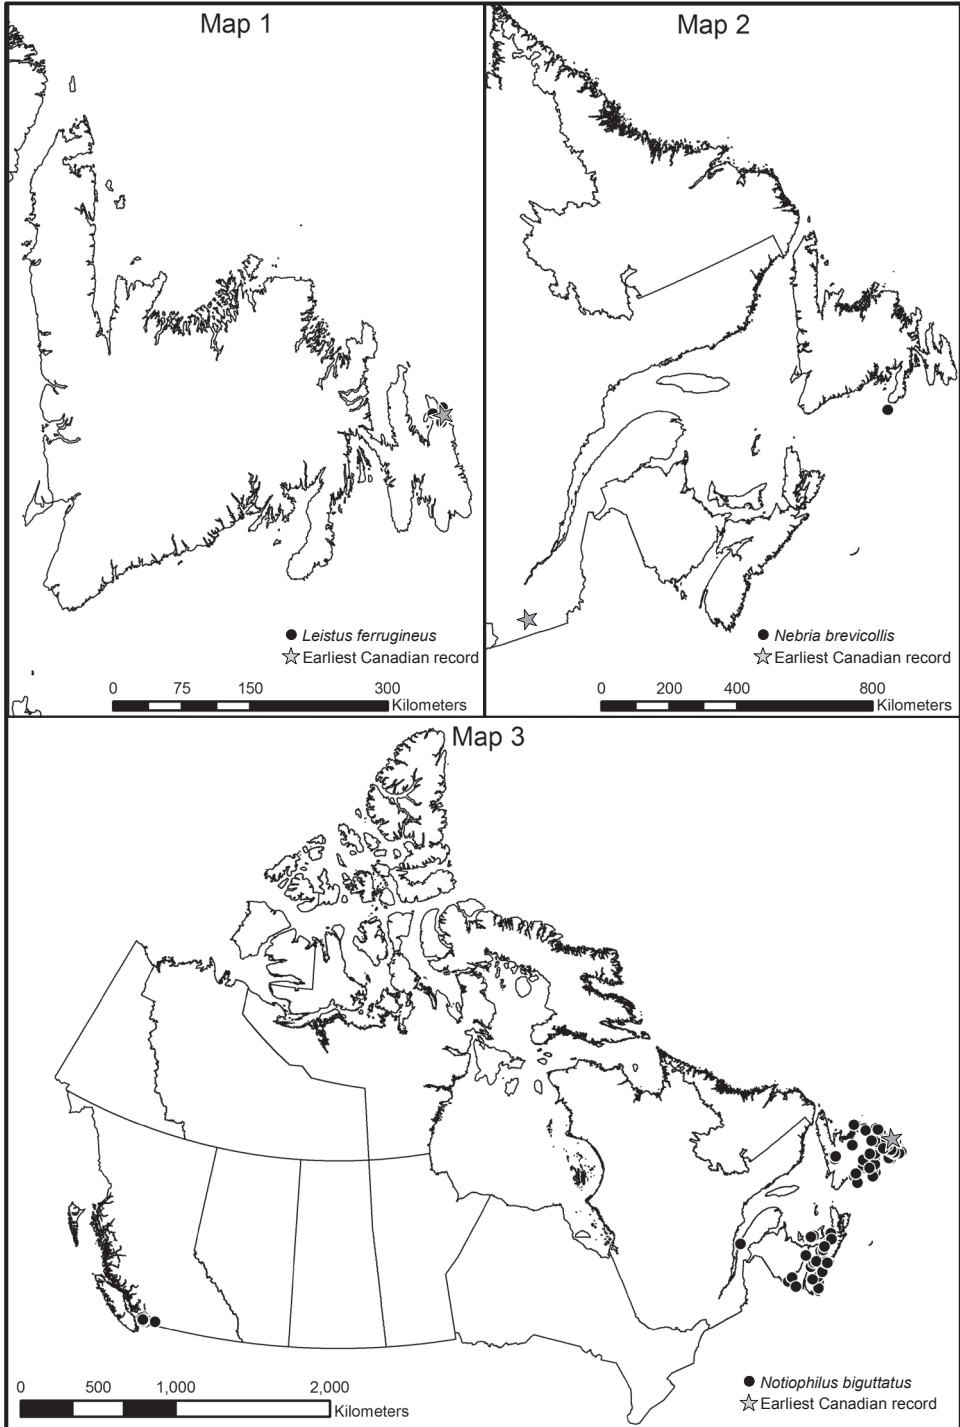 Map 1
Leistus ferrugineus
Earliest Canadian record
0 75 150 300
Kilometers
Map 2
Nebria brevicollis
Earliest Canadian record
0 200 400 800
Kilometers
Map 3
Notiophilus biguttatus
Earliest Canadian record
0 500 1,000 2,000
Kilometers